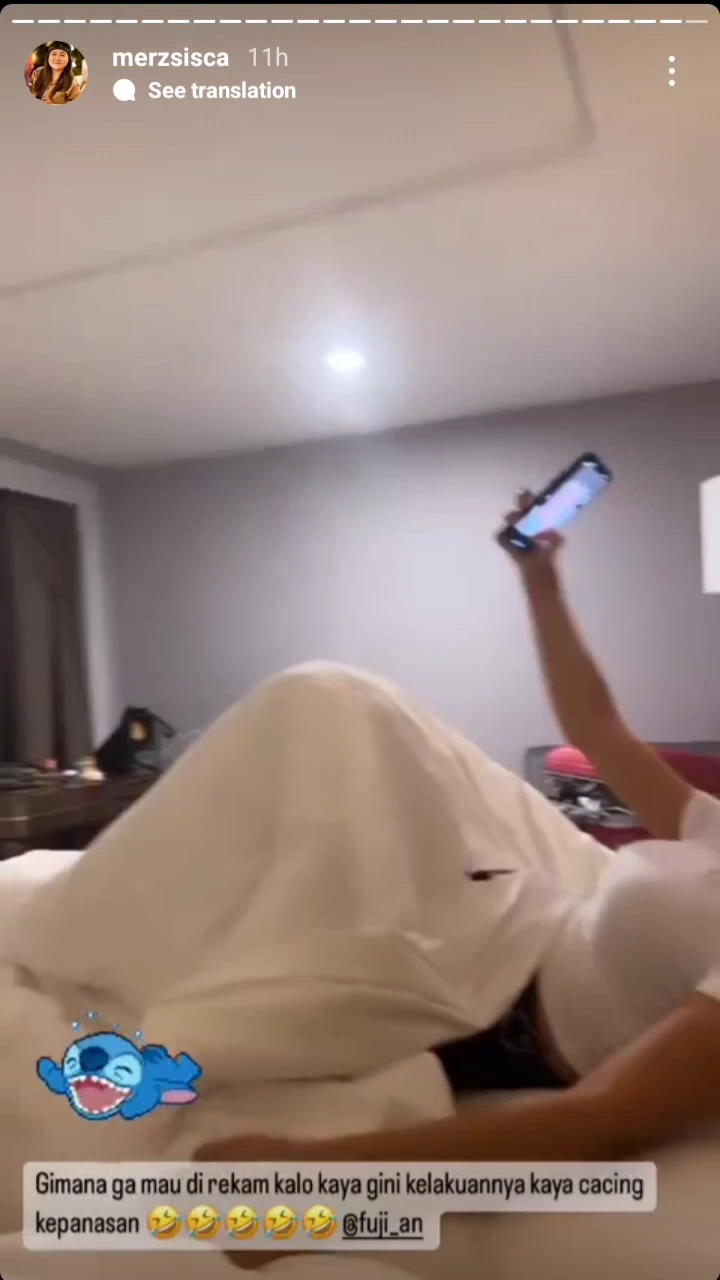 merzsisca 11h
See translation
Gimana ga mau di rekam kalo kaya gini kelakuannya kaya cacing
kepanasan 🤣🤣🤣🤣🤣 @fuji_an